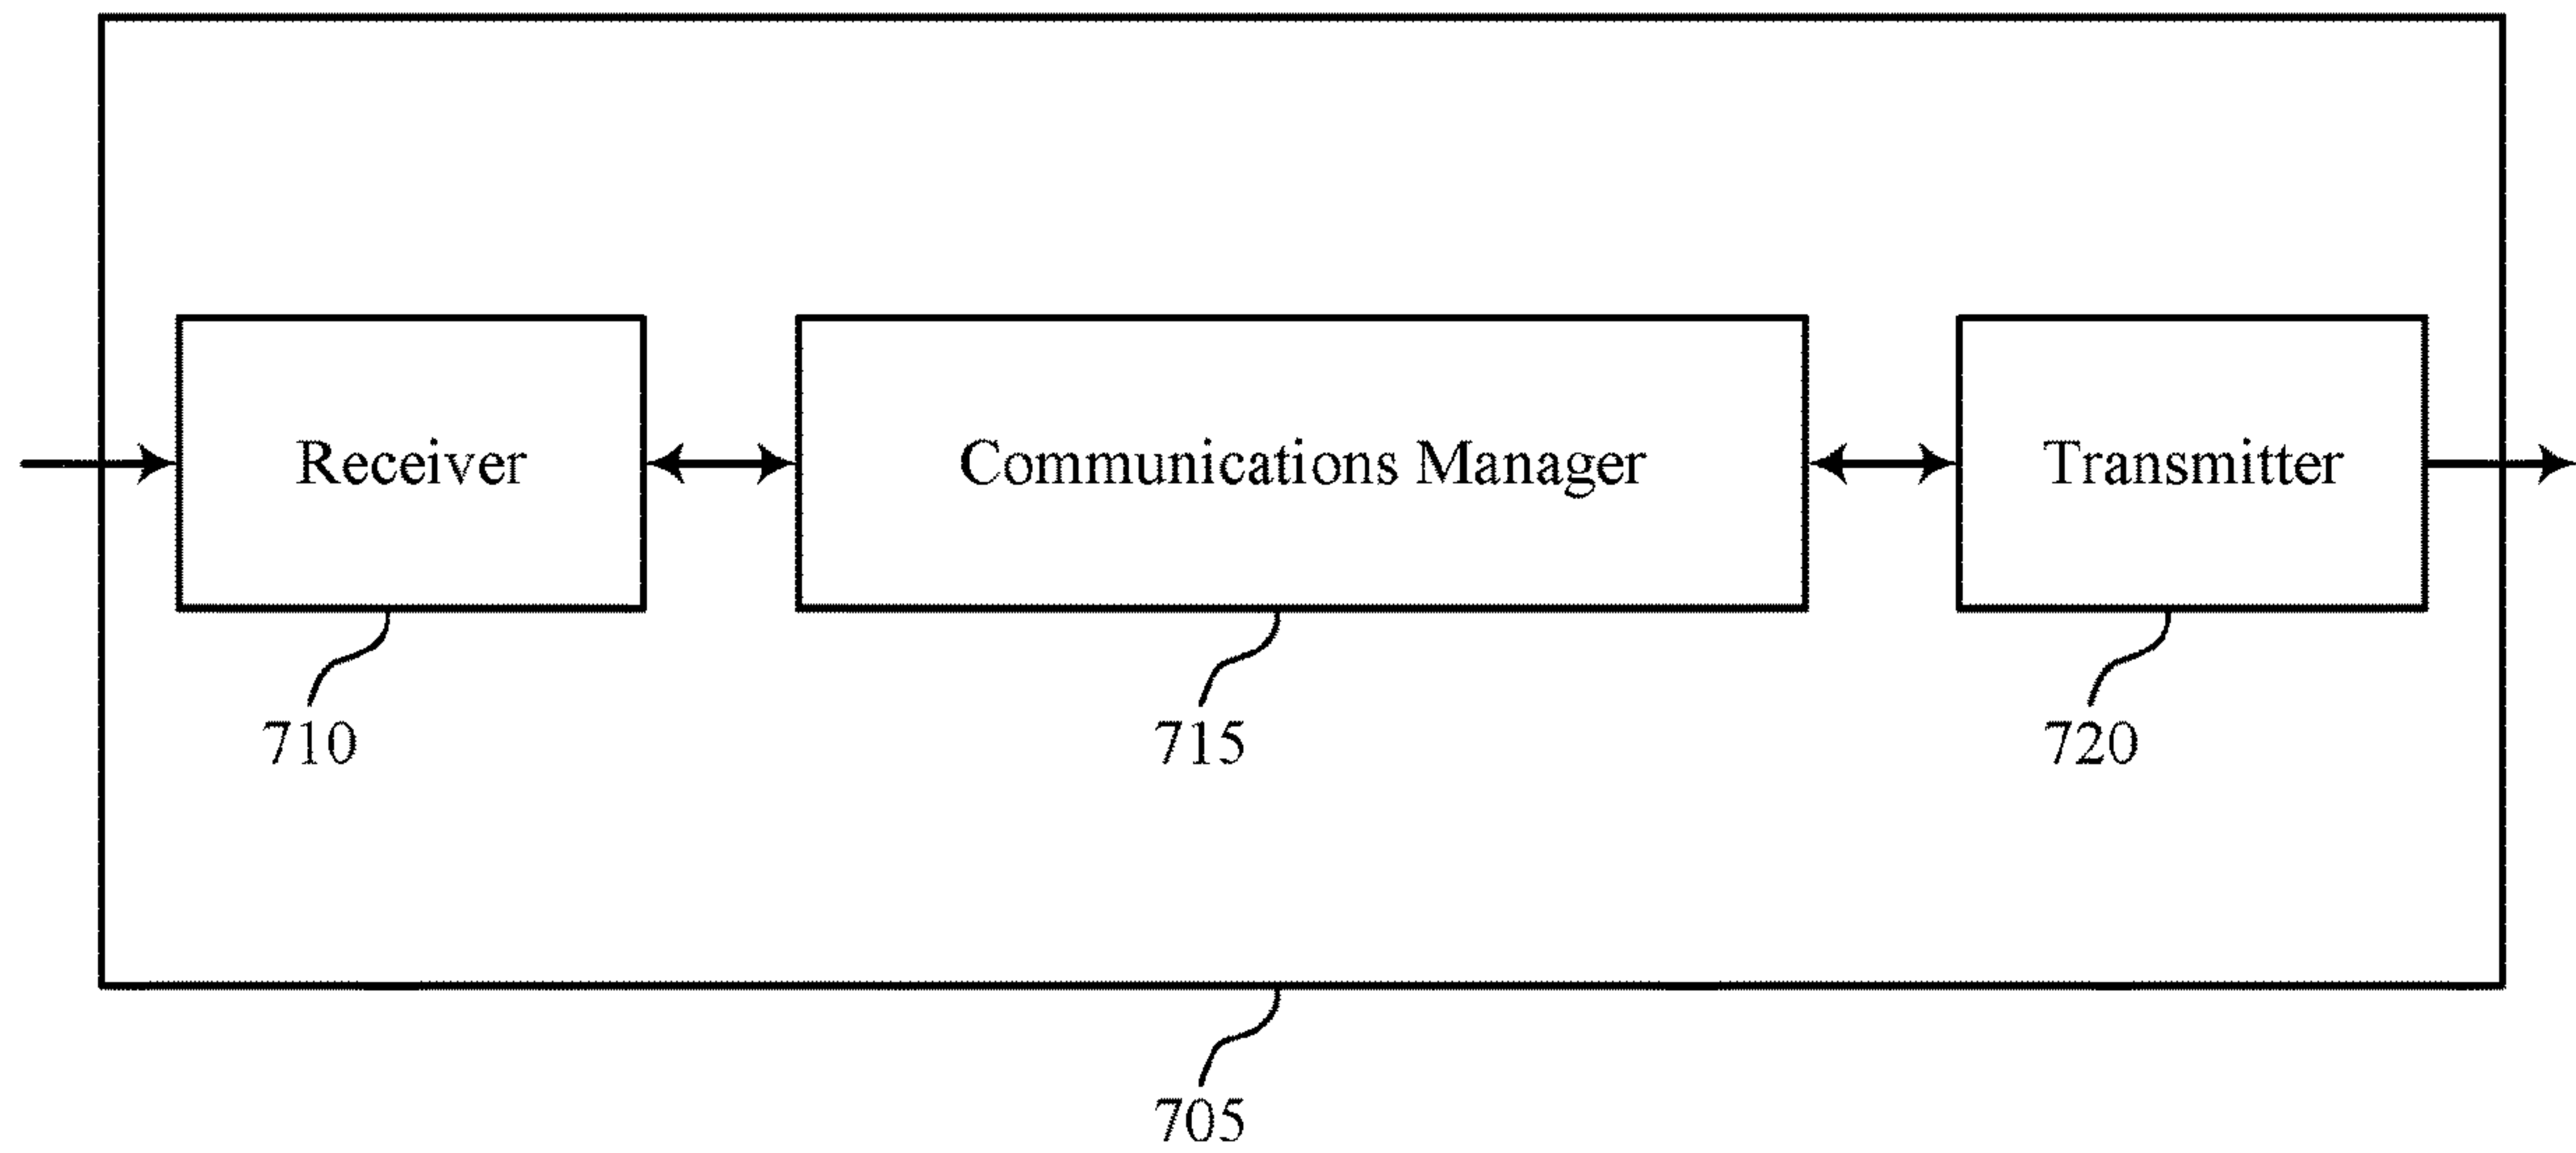 Receiver
Communications Manager
Transmitter
710
715
720
705